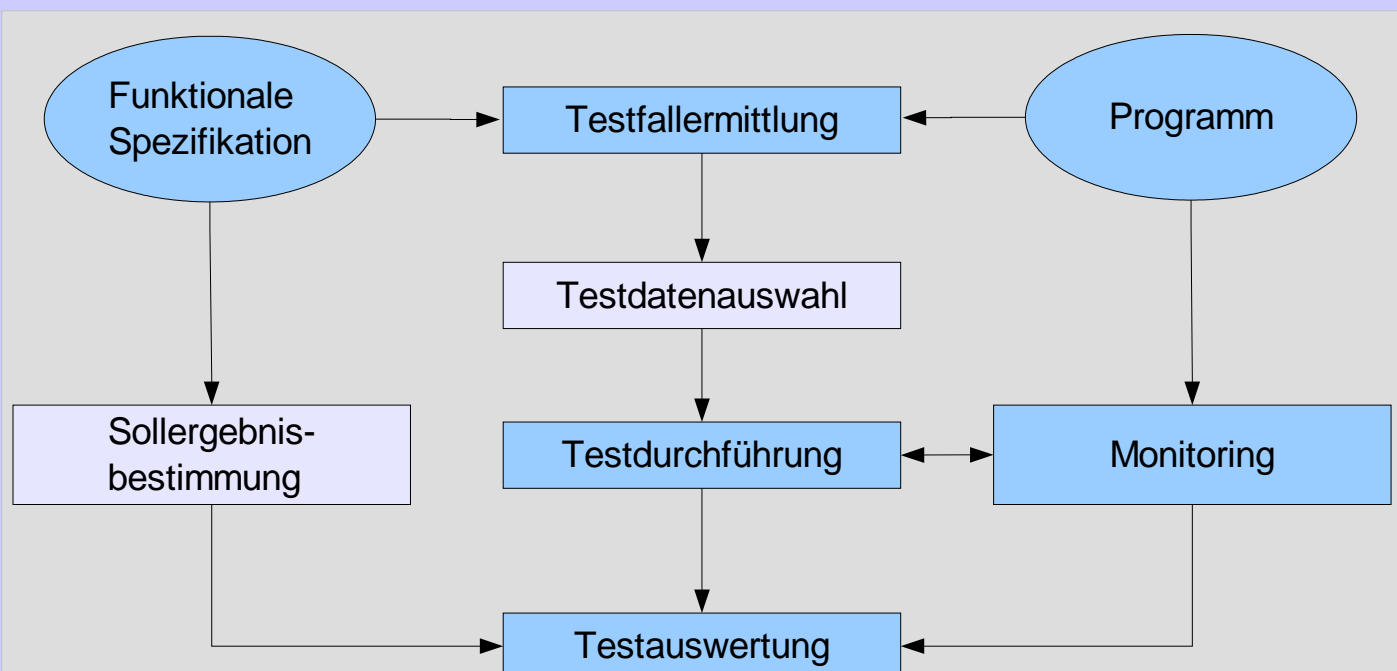 Funktionale
Spezifikation
Testfallermittlung
Programm
Testdatenauswahl
Sollergebnis-
bestimmung
Testdurchführung
Monitoring
Testauswertung